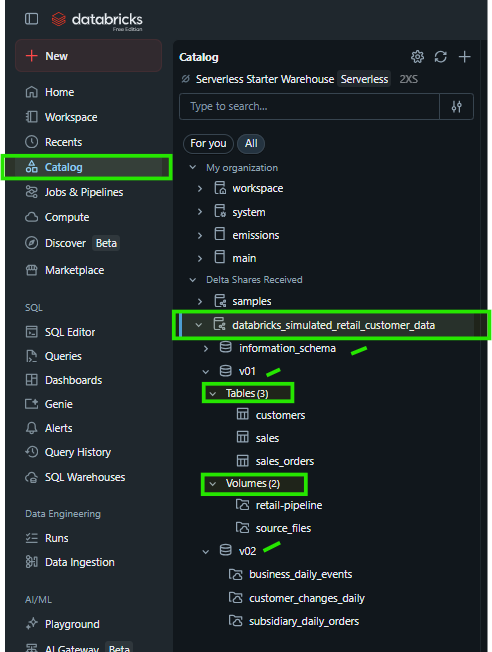 databricks
Free Edition
New
Home
Workspace
Recents
Catalog
Jobs & Pipelines
Compute
Discover Beta
Marketplace
SQL
SQL Editor
Queries
Dashboards
Genie
Alerts
Query History
SQL Warehouses
Data Engineering
Runs
Data Ingestion
AI/ML
Playground
AI Gateway Beta
Catalog
Serverless Starter Warehouse Serverless 2XS
Type to search...
For you All
My organization
workspace
system
emissions
main
Delta Shares Received
samples
databricks_simulated_retail_customer_data
information_schema
v01
Tables (3)
customers
sales
sales_orders
Volumes (2)
retail-pipeline
source_files
v02
business_daily_events
customer_changes_daily
subsidiary_daily_orders